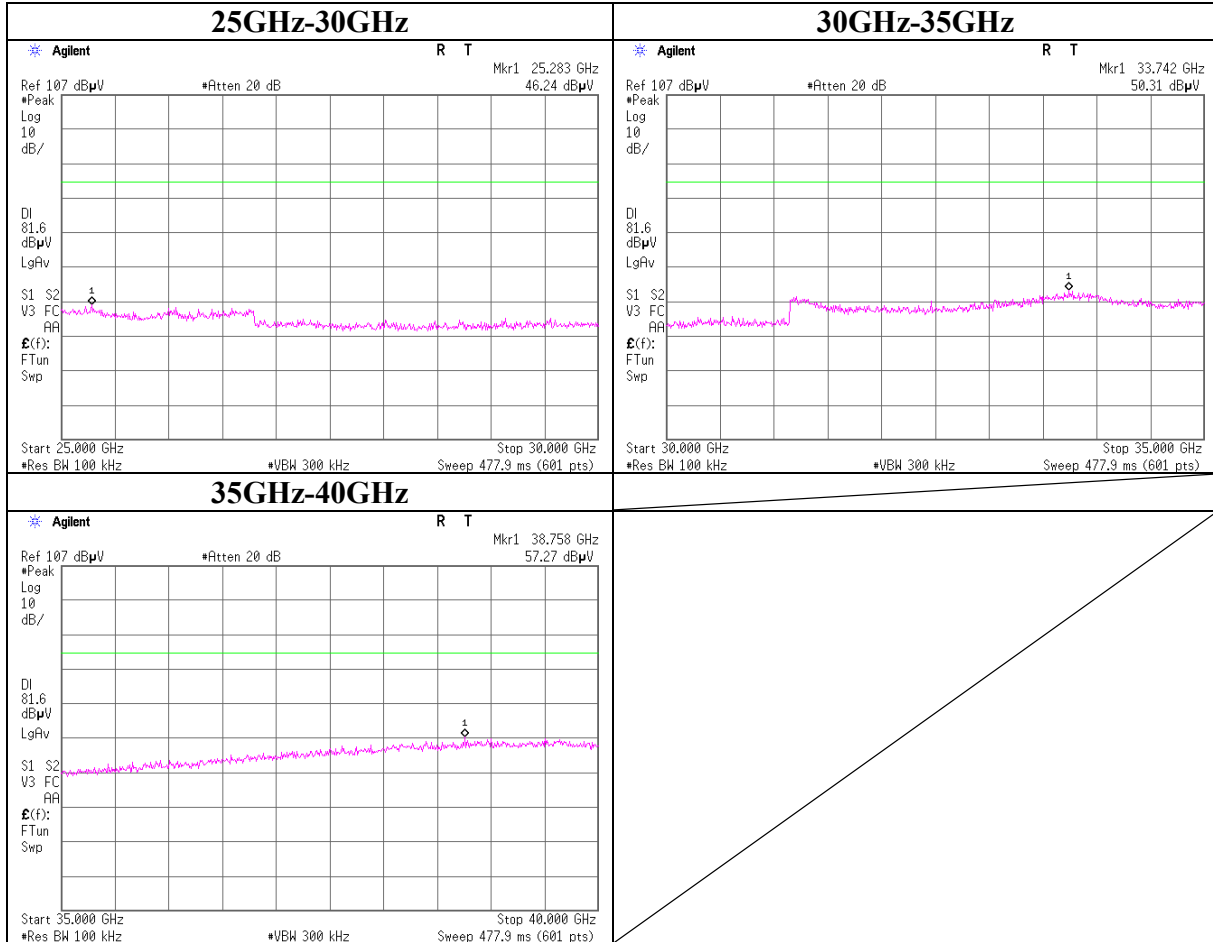 25GHz-30GHz
Agilent R T
Mkr1 25.283 GHz
Ref 107 dBµV #Atten 20 dB 46.24 dBµV
#Peak
Log
10
dB/
DI
81.6
dBµV
LgAv
1
S1 S2
V3 FC
AA
£(f):
FTun
Swp
Start 25.000 GHz Stop 30.000 GHz
#Res BW 100 kHz #VBW 300 kHz Sweep 477.9 ms (601 pts)
30GHz-35GHz
Agilent R T
Mkr1 33.742 GHz
Ref 107 dBµV #Atten 20 dB 50.31 dBµV
#Peak
Log
10
dB/
DI
81.6
dBµV
LgAv
1
S1 S2
V3 FC
AA
£(f):
FTun
Swp
Start 30.000 GHz Stop 35.000 GHz
#Res BW 100 kHz #VBW 300 kHz Sweep 477.9 ms (601 pts)
35GHz-40GHz
Agilent R T
Mkr1 38.758 GHz
Ref 107 dBµV #Atten 20 dB 57.27 dBµV
#Peak
Log
10
dB/
DI
81.6
dBµV
LgAv
1
S1 S2
V3 FC
AA
£(f):
FTun
Swp
Start 35.000 GHz Stop 40.000 GHz
#Res BW 100 kHz #VBW 300 kHz Sweep 477.9 ms (601 pts)